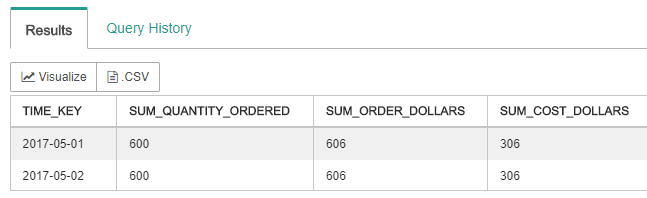 Results Query History
Visualize .CSV
TIME_KEY SUM_QUANTITY_ORDERED SUM_ORDER_DOLLARS SUM_COST_DOLLARS
2017-05-01 600 606 306
2017-05-02 600 606 306